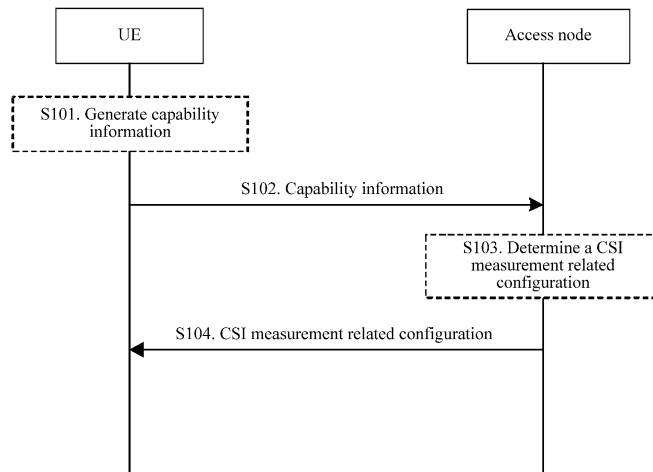 UE
Access node
S101. Generate capability
information
S102. Capability information
S103. Determine a CSI
measurement related
configuration
S104. CSI measurement related configuration